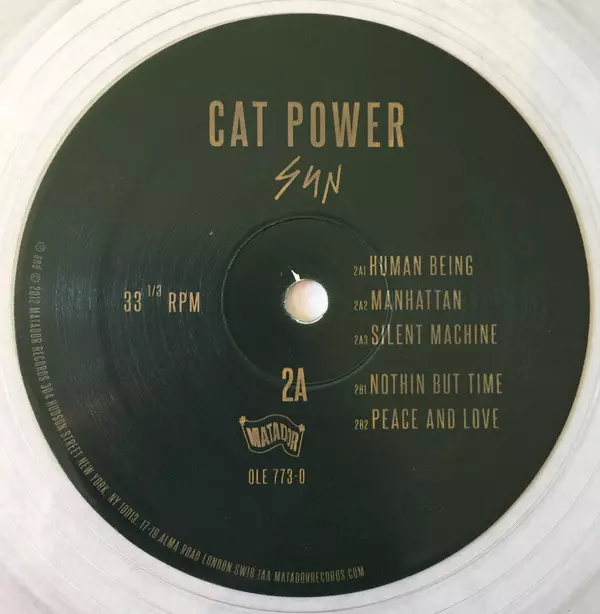 CAT POWER
SUN
33 1/3 RPM
2A1 HUMAN BEING
2A2 MANHATTAN
2A3 SILENT MACHINE
2B1 NOTHIN BUT TIME
2B2 PEACE AND LOVE
2A
MATADOR
OLE 773-0
℗ and © 2012 MATADOR RECORDS 304 HUDSON STREET NEW YORK, NY 10013. 17-19 ALMA ROAD LONDON, SW18 1AA MATADORRECORDS.COM